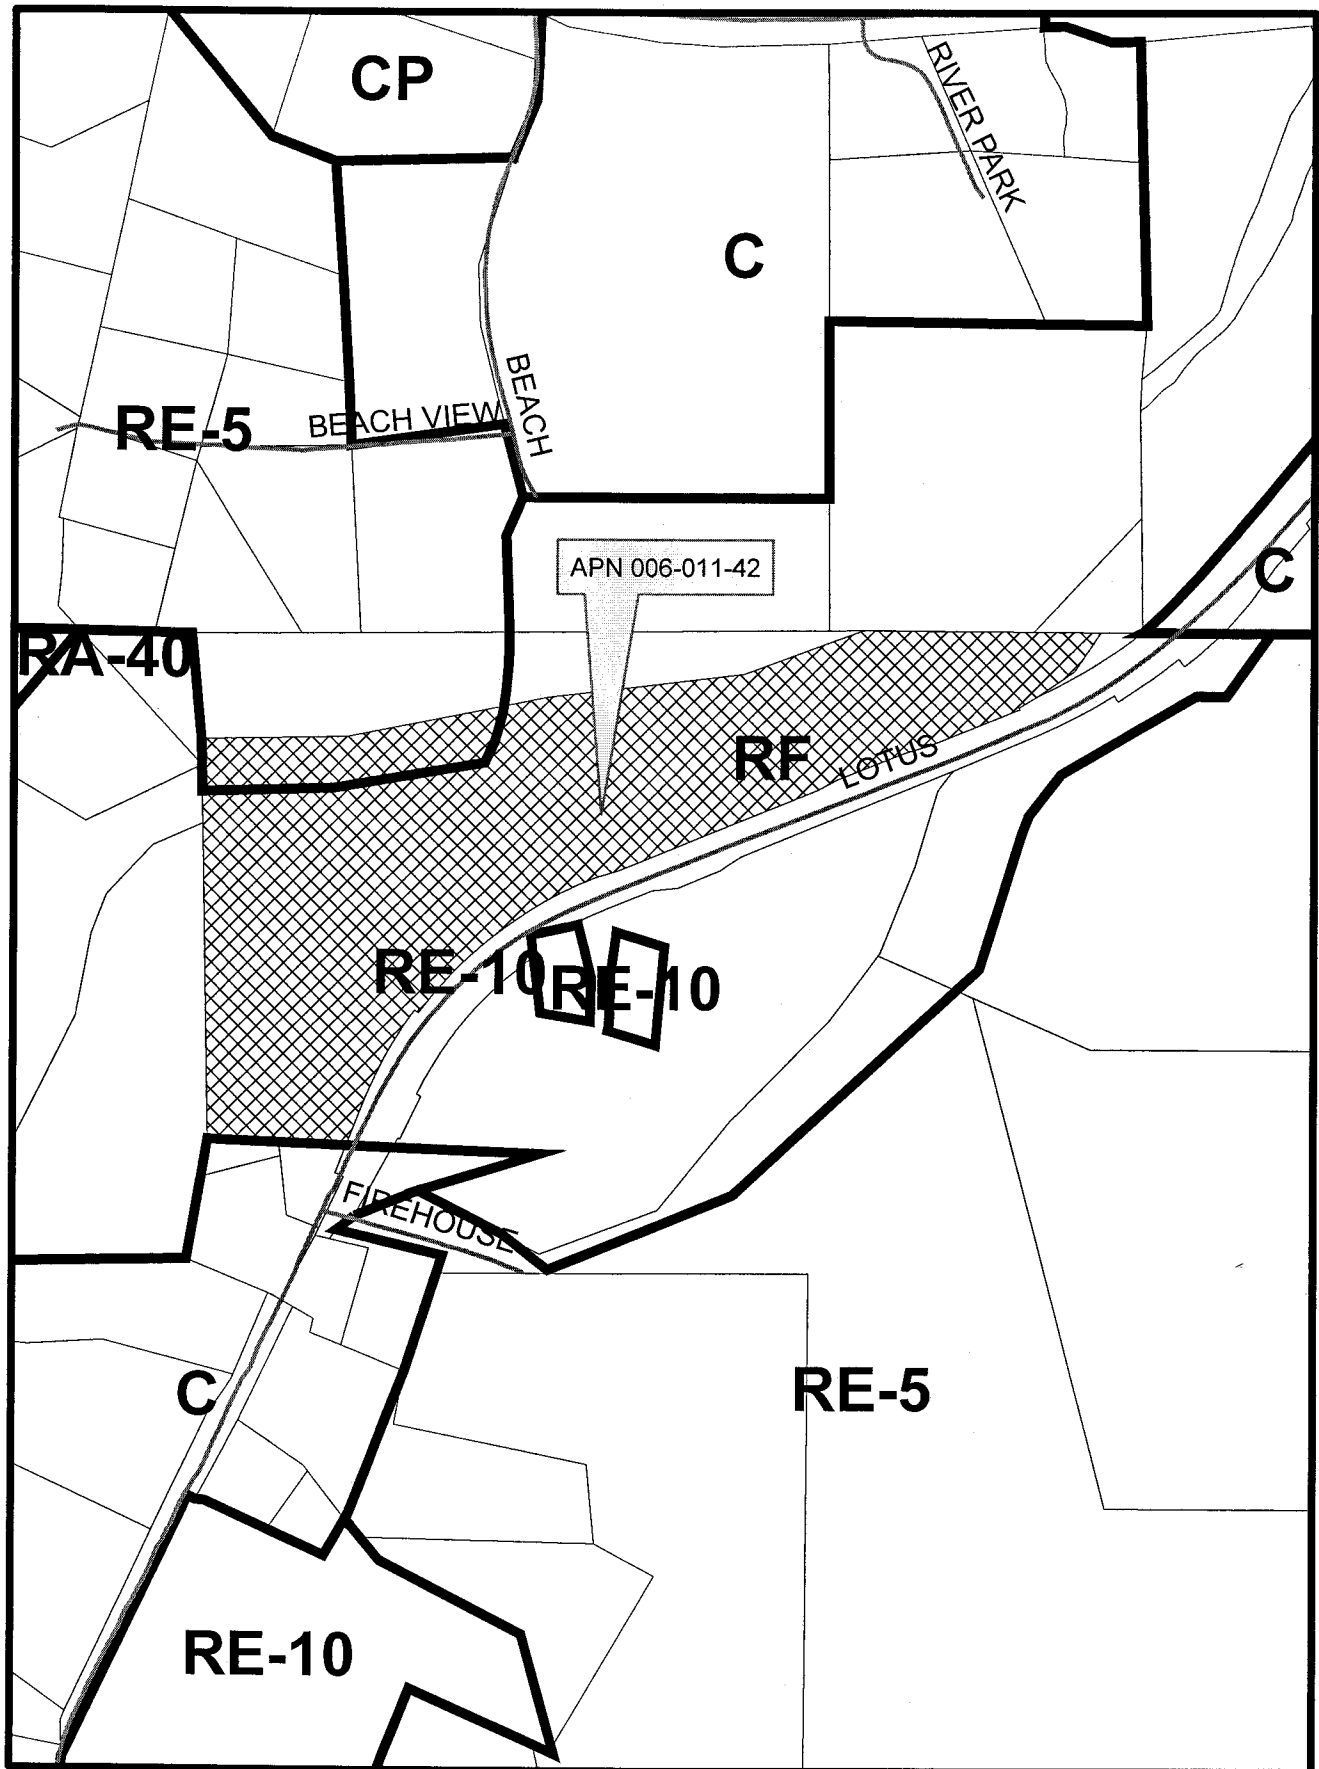 CP
RIVER PARK
C
BEACH
RE-5
BEACH VIEW
APN 006-011-42
C
RA-40
RF
LOTUS
RE-10
RE-10
FIREHOUSE
C
RE-5
RE-10